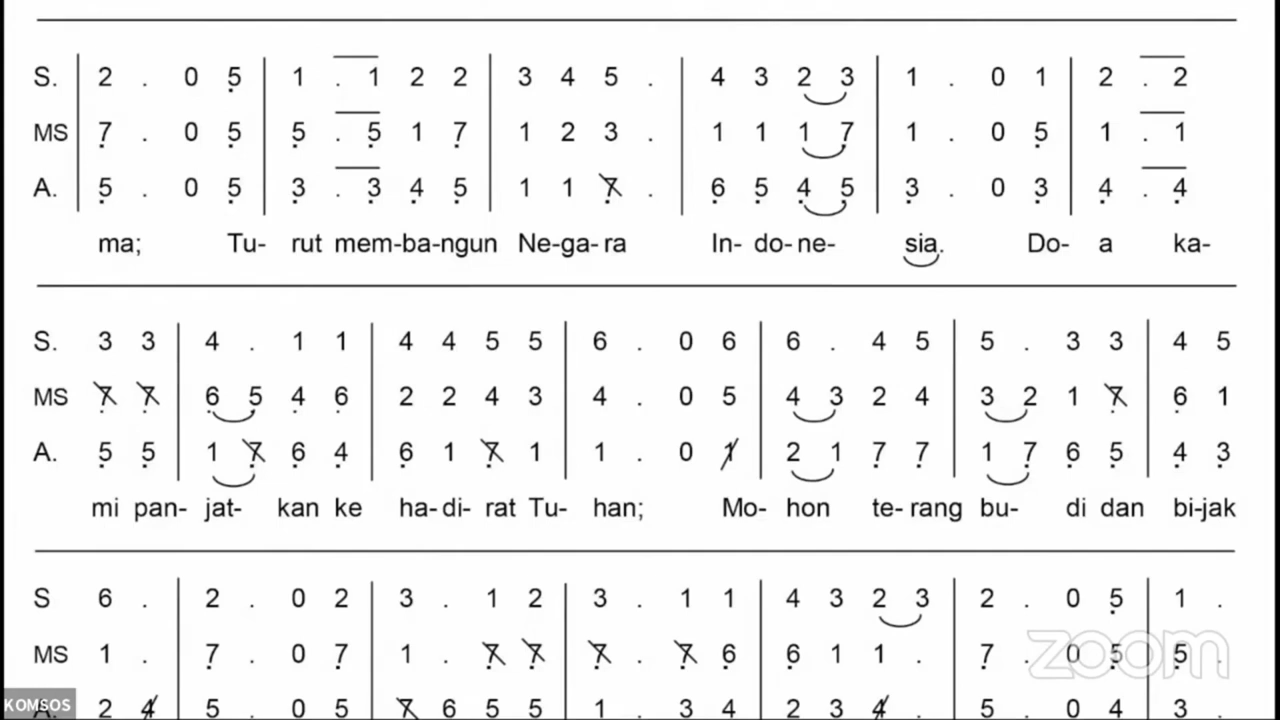 S. 2 . 0 5 1 . 1 2 2 3 4 5 . 4 3 2 3 1 . 0 1 2 . 2
MS 7 . 0 5 5 . 5 1 7 1 2 3 . 1 1 1 7 1 . 0 5 1 . 1
A. 5 . 0 5 3 . 3 4 5 1 1 7 . 6 5 4 5 3 . 0 3 4 . 4
ma; Tu- rut mem-ba-ngun Ne-ga-ra In-do-ne- sia. Do- a ka-
S. 3 3 4 . 1 1 4 4 5 5 6 . 0 6 6 . 4 5 5 . 3 3 4 5
MS 7 7 6 5 4 6 2 2 4 3 4 . 0 5 4 3 2 4 3 2 1 7 6 1
A. 5 5 1 7 6 4 6 1 7 1 1 . 0 1 2 1 7 7 1 7 6 5 4 3
mi pan- jat- kan ke ha-di- rat Tu- han; Mo- hon te- rang bu- di dan bi-jak
S 6 . 2 . 0 2 3 . 1 2 3 . 1 1 4 3 2 3 2 . 0 5 1 .
MS 1 . 7 . 0 7 1 . 7 7 7 . 7 6 6 1 1 . 7 . 0 5 5 .
A. 2 4 5 . 0 5 7 6 5 5 1 . 3 4 2 3 4 . 5 . 0 4 3 .
zoom
KOMSOS